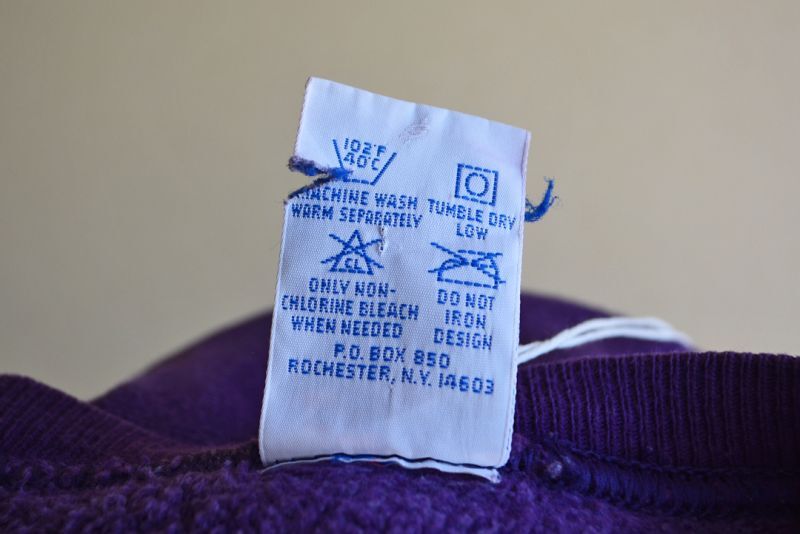 102°F
40°C
MACHINE WASH
WARM SEPARATELY
TUMBLE DRY
LOW
CL
ONLY NON-
CHLORINE BLEACH
WHEN NEEDED
DO NOT
IRON
DESIGN
P.O. BOX 850
ROCHESTER, N.Y. 14603